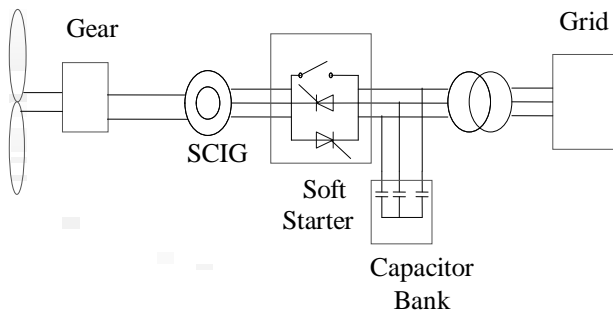 Gear
Grid
SCIG
Soft
Starter
Capacitor
Bank